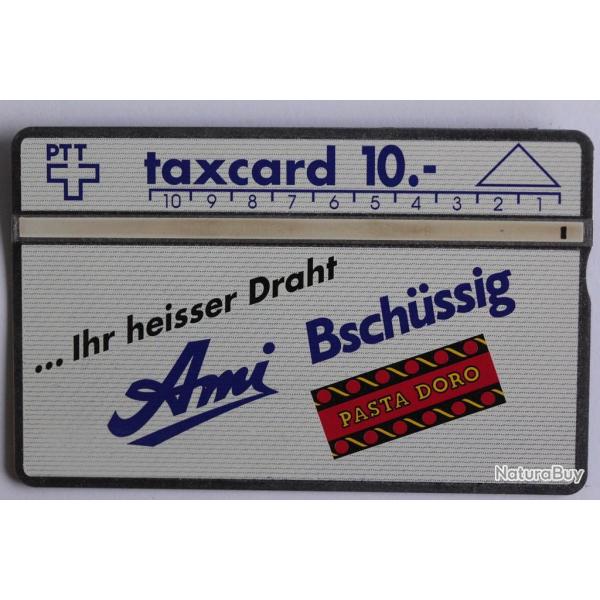 PTT
taxcard 10.-
10 9 8 7 6 5 4 3 2 1
... Ihr heisser Draht
Ami Bschüssig
PASTA DORO
NaturaBuy